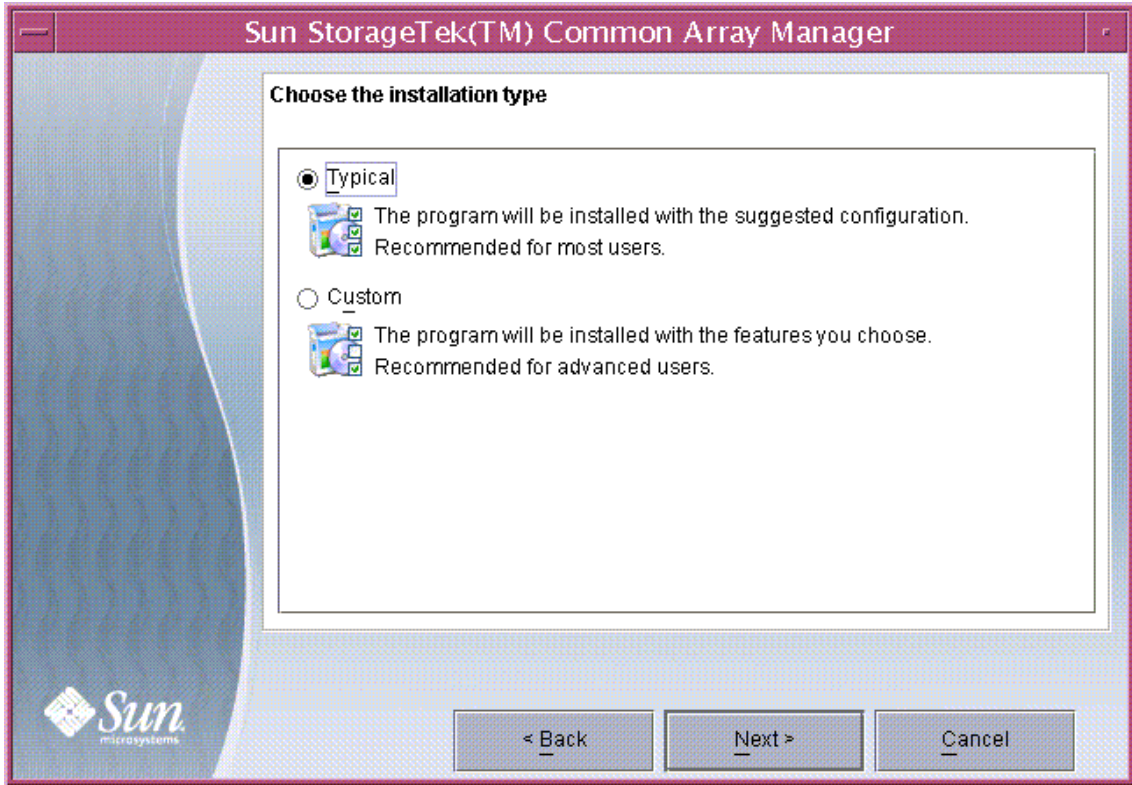 Sun StorageTek(TM) Common Array Manager
Choose the installation type
Typical
The program will be installed with the suggested configuration.
Recommended for most users.
Custom
The program will be installed with the features you choose.
Recommended for advanced users.
Sun
microsystems
< Back
Next >
Cancel